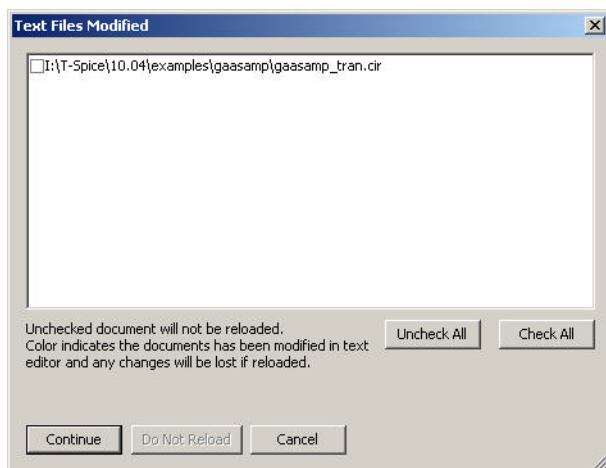 Text Files Modified
I:\T-Spice\10.04\examples\gaasamp\gaasamp_tran.cir
Unchecked document will not be reloaded.
Color indicates the documents has been modified in text
editor and any changes will be lost if reloaded.
Uncheck All
Check All
Continue
Do Not Reload
Cancel